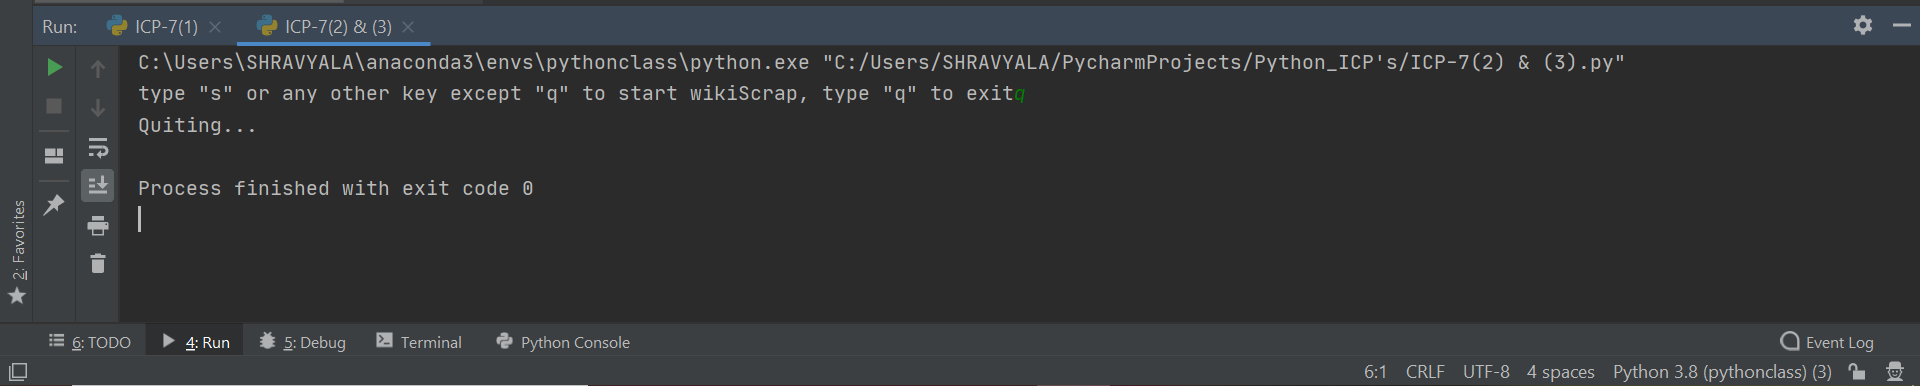 Run: ICP-7(1) ICP-7(2) & (3)
C:\Users\SHRAVYALA\anaconda3\envs\pythonclass\python.exe "C:/Users/SHRAVYALA/PycharmProjects/Python_ICP's/ICP-7(2) & (3).py"
type "s" or any other key except "q" to start wikiScrap, type "q" to exitq
Quiting...
Process finished with exit code 0
2: Favorites
6: TODO 4: Run 5: Debug Terminal Python Console Event Log
6:1 CRLF UTF-8 4 spaces Python 3.8 (pythonclass) (3)